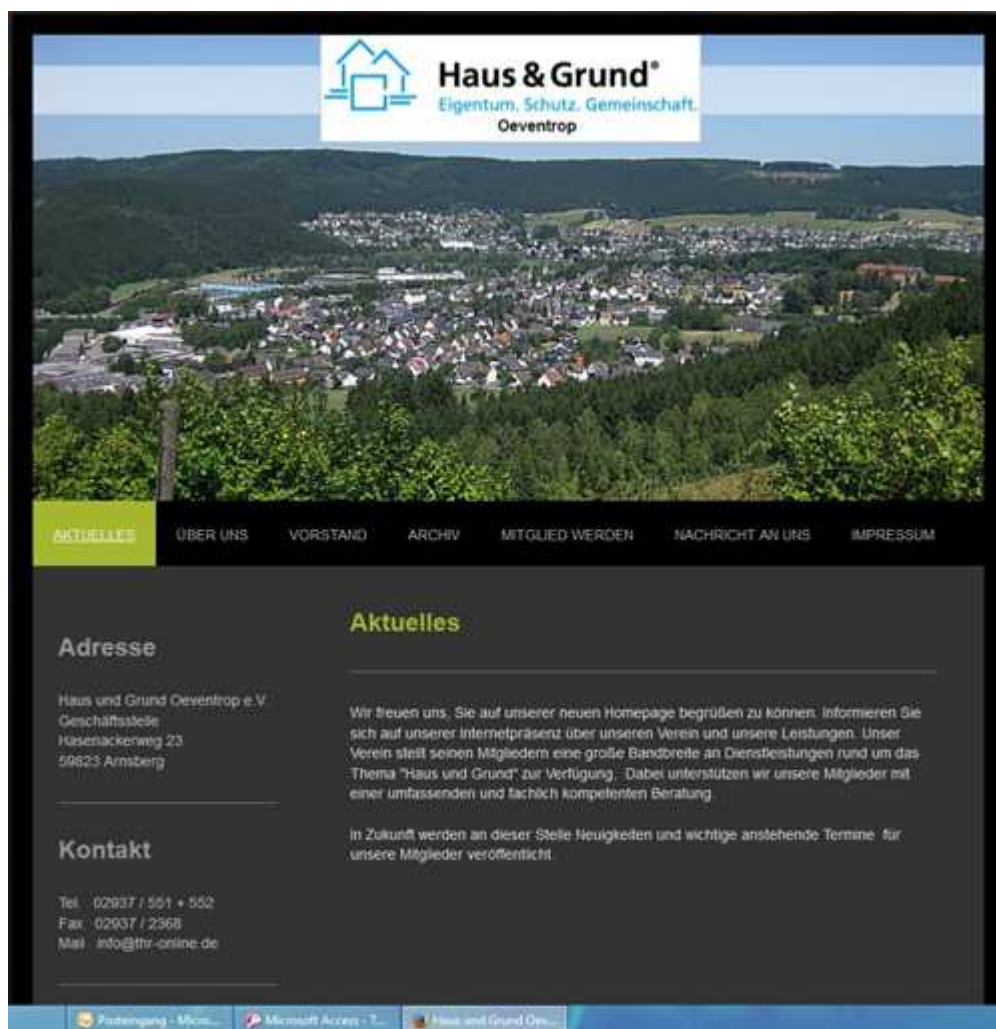 Haus & Grund®
Eigentum. Schutz. Gemeinschaft.
Oeventrop
AKTUELLES ÜBER UNS VORSTAND ARCHIV MITGLIED WERDEN NACHRICHT AN UNS IMPRESSUM
Adresse
Haus und Grund Oeventrop e.V.
Geschäftsstelle
Hasenackerweg 23
59823 Arnsberg
Kontakt
Tel. 02937 / 551 + 552
Fax 02937 / 2368
Mail info@thr-online.de
Aktuelles
Wir freuen uns, Sie auf unserer neuen Homepage begrüßen zu können. Informieren Sie
sich auf unserer Internetpräsenz über unseren Verein und unsere Leistungen. Unser
Verein stellt seinen Mitgliedern eine große Bandbreite an Dienstleistungen rund um das
Thema "Haus und Grund" zur Verfügung. Dabei unterstützen wir unsere Mitglieder mit
einer umfassenden und fachlich kompetenten Beratung.
In Zukunft werden an dieser Stelle Neuigkeiten und wichtige anstehende Termine für
unsere Mitglieder veröffentlicht.
Posteingang - Micro... Microsoft Access - T... Haus und Grund Oev...